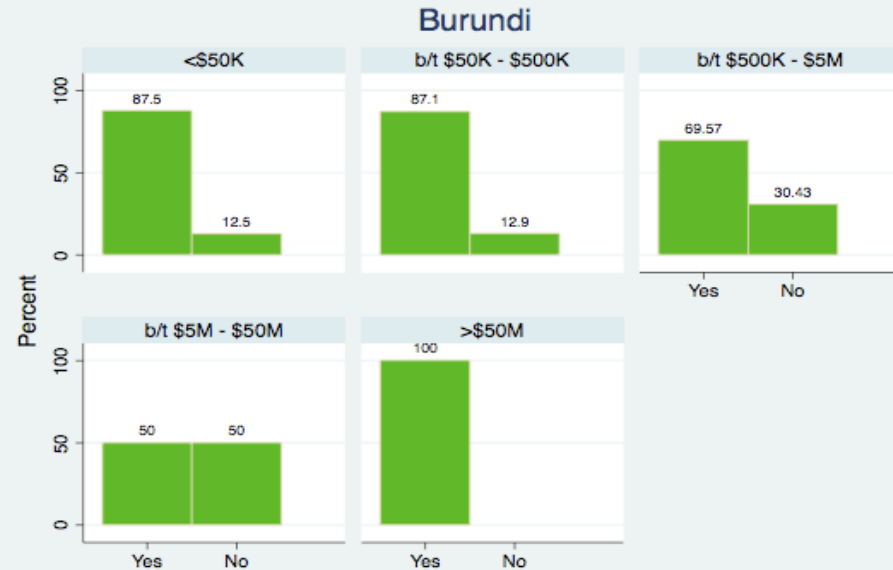 Burundi
<$50K
b/t $50K - $500K
b/t $500K - $5M
100
50
0
87.5
12.5
87.1
12.9
69.57
30.43
Yes No
Percent
b/t $5M - $50M
>$50M
100
50
0
50
50
100
Yes No
Yes No